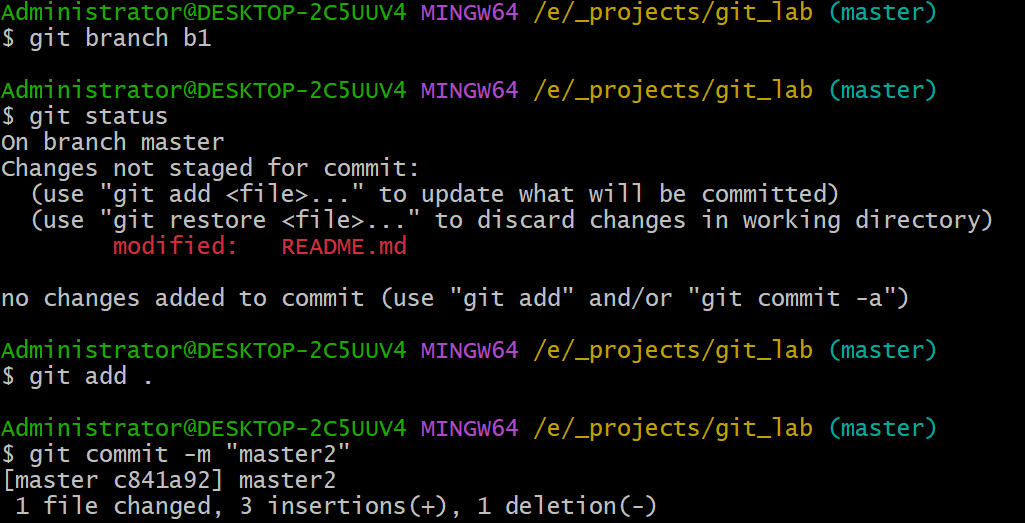 Administrator@DESKTOP-2C5UUV4 MINGW64 /e/_projects/git_lab (master)
$ git branch b1
Administrator@DESKTOP-2C5UUV4 MINGW64 /e/_projects/git_lab (master)
$ git status
On branch master
Changes not staged for commit:
  (use "git add <file>..." to update what will be committed)
  (use "git restore <file>..." to discard changes in working directory)
        modified:   README.md
no changes added to commit (use "git add" and/or "git commit -a")
Administrator@DESKTOP-2C5UUV4 MINGW64 /e/_projects/git_lab (master)
$ git add .
Administrator@DESKTOP-2C5UUV4 MINGW64 /e/_projects/git_lab (master)
$ git commit -m "master2"
[master c841a92] master2
 1 file changed, 3 insertions(+), 1 deletion(-)